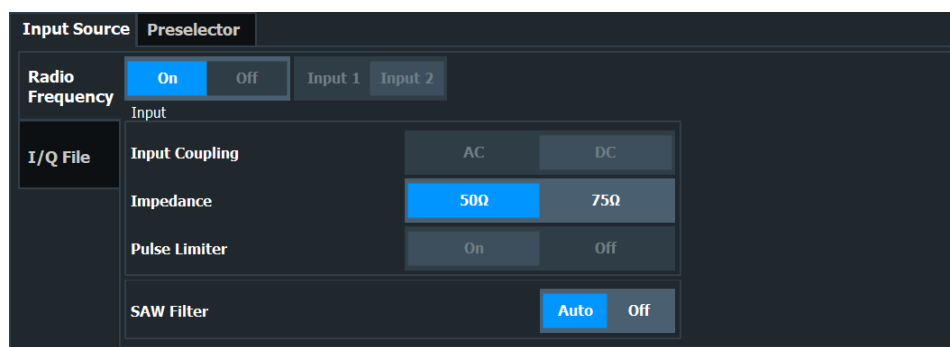 Input Source Preselector
Radio
Frequency
On Off Input 1 Input 2
Input
I/Q File
Input Coupling AC DC
Impedance 50Ω 75Ω
Pulse Limiter On Off
SAW Filter Auto Off